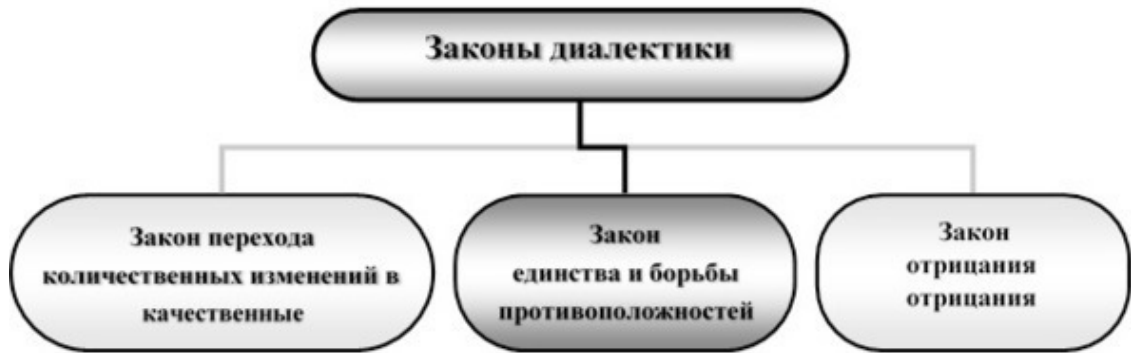 Законы диалектики
Закон перехода
количественных изменений в
качественные
Закон
единства и борьбы
противоположностей
Закон
отрицания
отрицания